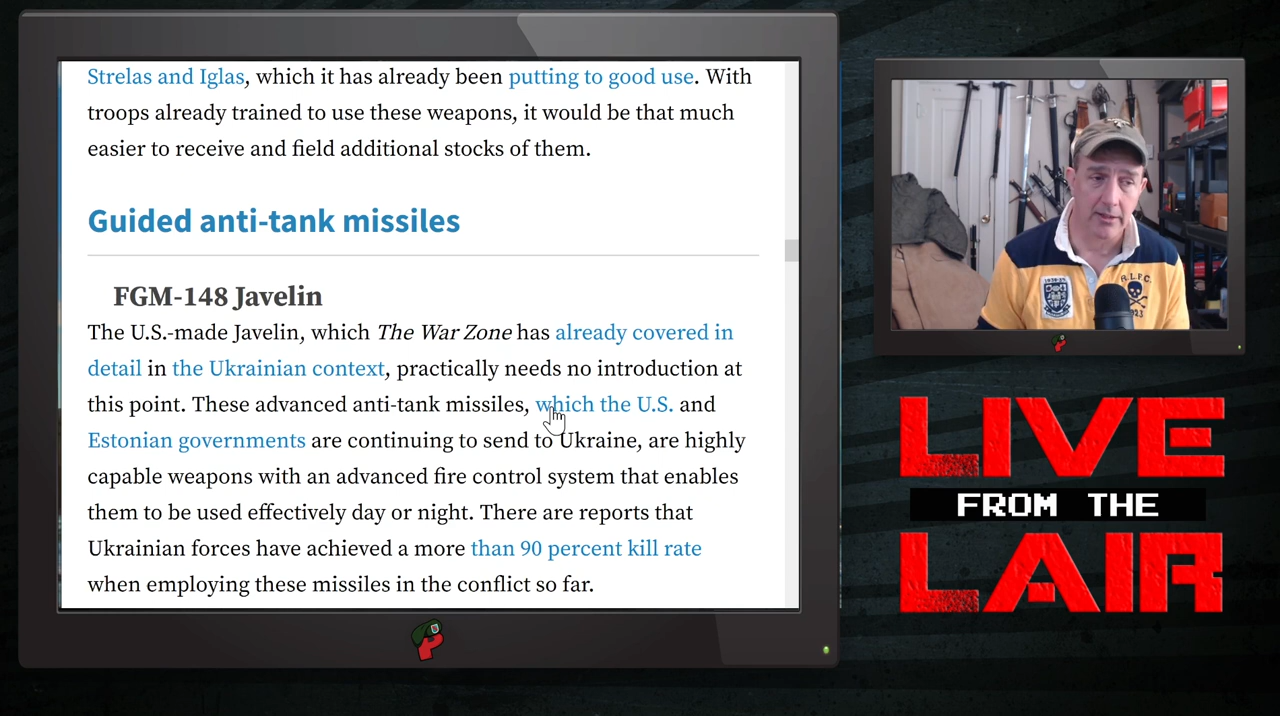 Strelas and Iglas, which it has already been putting to good use. With
troops already trained to use these weapons, it would be that much
easier to receive and field additional stocks of them.
Guided anti-tank missiles
FGM-148 Javelin
The U.S.-made Javelin, which The War Zone has already covered in
detail in the Ukrainian context, practically needs no introduction at
this point. These advanced anti-tank missiles, which the U.S. and
Estonian governments are continuing to send to Ukraine, are highly
capable weapons with an advanced fire control system that enables
them to be used effectively day or night. There are reports that
Ukrainian forces have achieved a more than 90 percent kill rate
when employing these missiles in the conflict so far.
R.L.F.C.
LIVE
FROM THE
LAIR